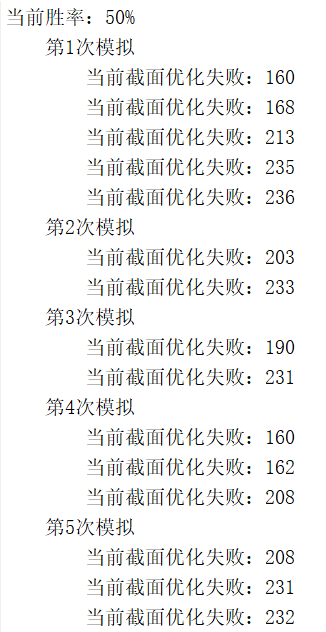 当前胜率：50%
第1次模拟
当前截面优化失败：160
当前截面优化失败：168
当前截面优化失败：213
当前截面优化失败：235
当前截面优化失败：236
第2次模拟
当前截面优化失败：203
当前截面优化失败：233
第3次模拟
当前截面优化失败：190
当前截面优化失败：231
第4次模拟
当前截面优化失败：160
当前截面优化失败：162
当前截面优化失败：208
第5次模拟
当前截面优化失败：208
当前截面优化失败：231
当前截面优化失败：232